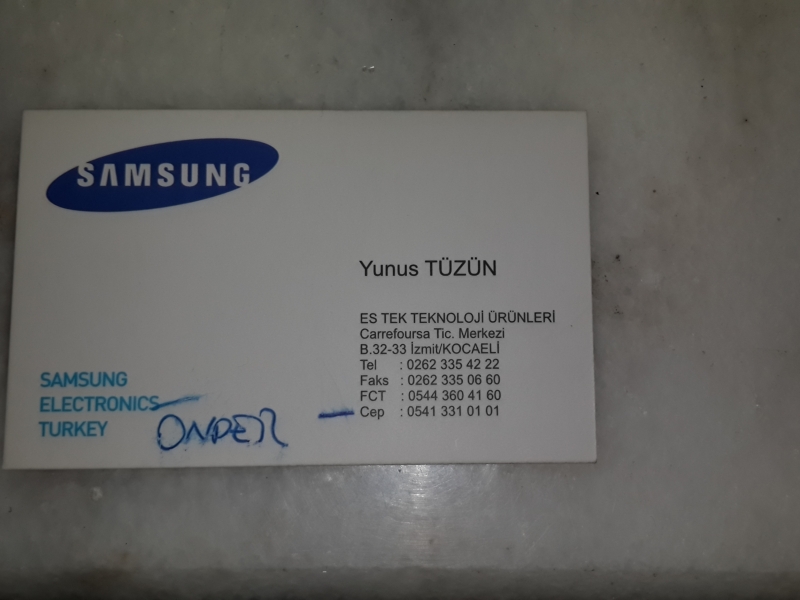 SAMSUNG
Yunus TÜZÜN
ES TEK TEKNOLOJİ ÜRÜNLERİ
Carrefoursa Tic. Merkezi
B.32-33 İzmit/KOCAELİ
Tel : 0262 335 42 22
Faks : 0262 335 06 60
FCT : 0544 360 41 60
Cep : 0541 331 01 01
SAMSUNG
ELECTRONICS
TURKEY
ÖNDER